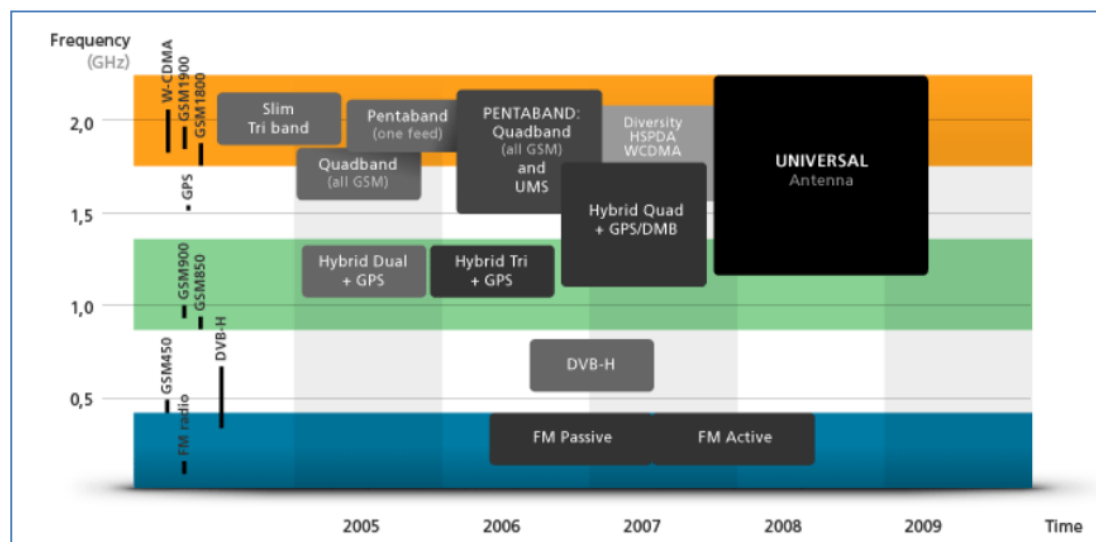 Frequency
(GHz)
W-CDMA
GSM1900
GSM1800
GPS
GSM900
GSM850
DVB-H
GSM450
FM radio
2,0
1,5
1,0
0,5
Slim
Tri band
Pentaband
(one feed)
Quadband
(all GSM)
PENTABAND:
Quadband
(all GSM)
and
UMS
Diversity
HSPDA
WCDMA
UNIVERSAL
Antenna
Hybrid Quad
+ GPS/DMB
Hybrid Dual
+ GPS
Hybrid Tri
+ GPS
DVB-H
FM Passive
FM Active
2005
2006
2007
2008
2009
Time